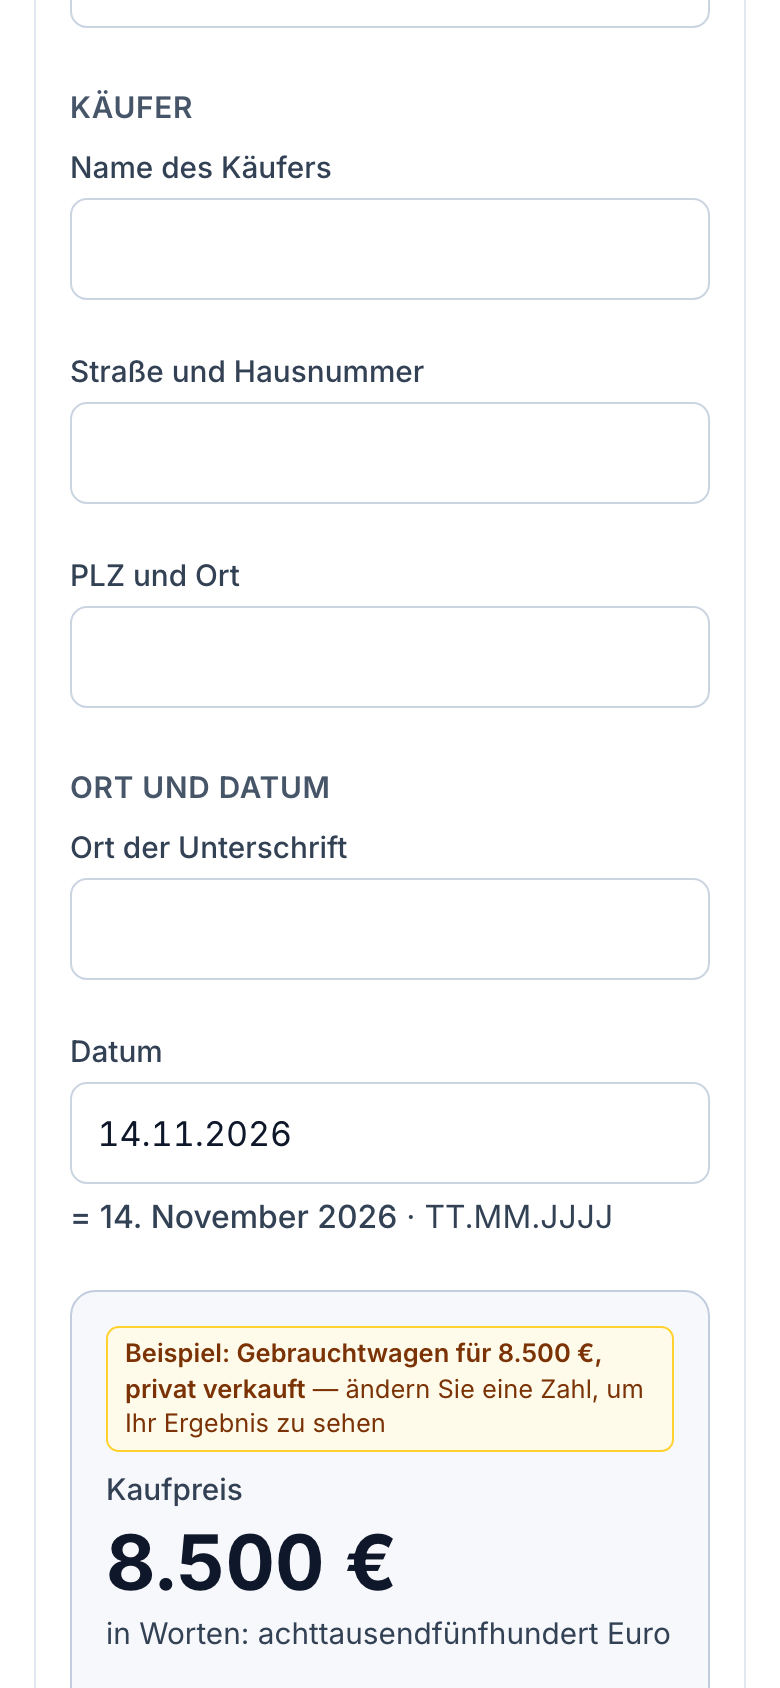 KÄUFER
Name des Käufers
Straße und Hausnummer
PLZ und Ort
ORT UND DATUM
Ort der Unterschrift
Datum
14.11.2026
= 14. November 2026 · TT.MM.JJJJ
Beispiel: Gebrauchtwagen für 8.500 €,
privat verkauft — ändern Sie eine Zahl, um
Ihr Ergebnis zu sehen
Kaufpreis
8.500 €
in Worten: achttausendfünfhundert Euro